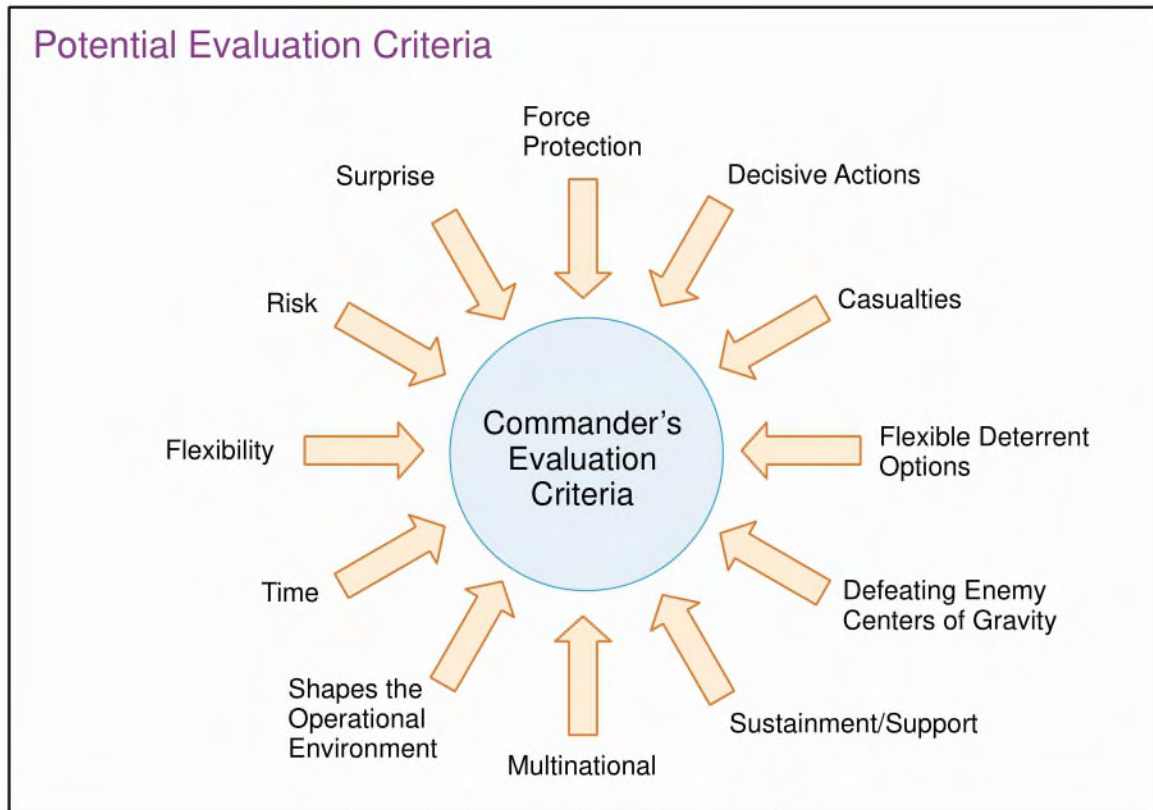 Potential Evaluation Criteria
Force
Protection
Surprise
Decisive Actions
Risk
Casualties
Commander’s
Evaluation
Criteria
Flexibility
Flexible Deterrent
Options
Time
Defeating Enemy
Centers of Gravity
Shapes the
Operational
Environment
Sustainment/Support
Multinational